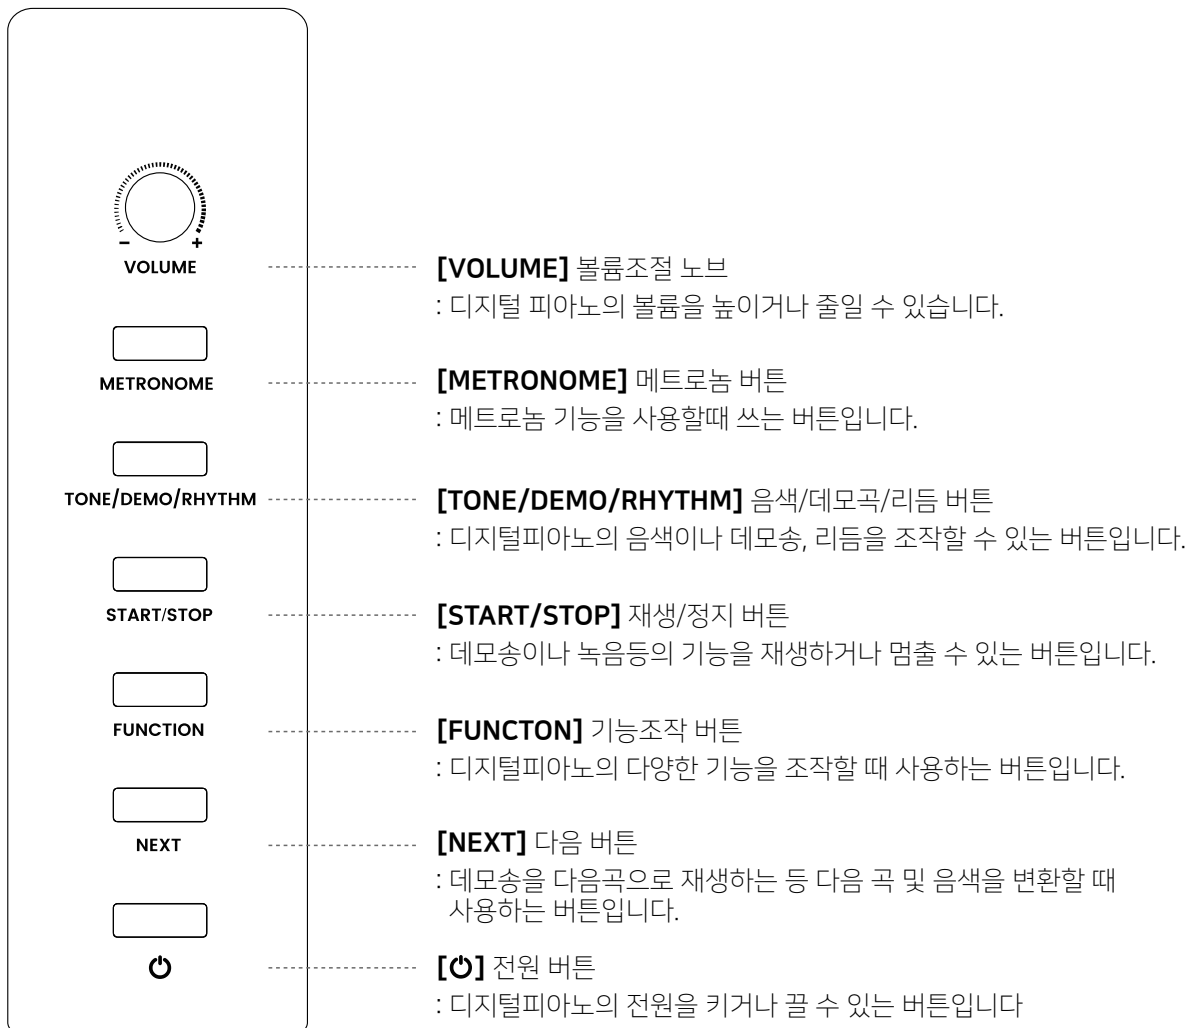 - +
VOLUME
[VOLUME] 볼륨조절 노브
: 디지털 피아노의 볼륨을 높이거나 줄일 수 있습니다.
METRONOME
[METRONOME] 메트로놈 버튼
: 메트로놈 기능을 사용할때 쓰는 버튼입니다.
TONE/DEMO/RHYTHM
[TONE/DEMO/RHYTHM] 음색/데모곡/리듬 버튼
: 디지털피아노의 음색이나 데모송, 리듬을 조작할 수 있는 버튼입니다.
START/STOP
[START/STOP] 재생/정지 버튼
: 데모송이나 녹음등의 기능을 재생하거나 멈출 수 있는 버튼입니다.
FUNCTION
[FUNCTON] 기능조작 버튼
: 디지털피아노의 다양한 기능을 조작할 때 사용하는 버튼입니다.
NEXT
[NEXT] 다음 버튼
: 데모송을 다음곡으로 재생하는 등 다음 곡 및 음색을 변환할 때
사용하는 버튼입니다.
[⏻] 전원 버튼
: 디지털피아노의 전원을 키거나 끌 수 있는 버튼입니다